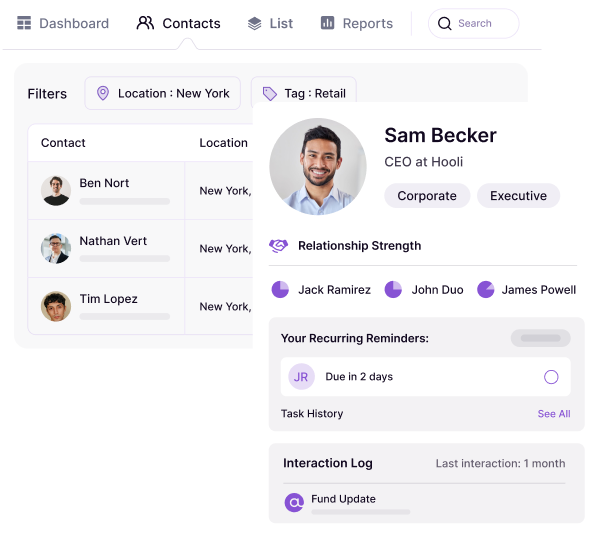 Dashboard Contacts List Reports Search
Filters Location : New York Tag : Retail
Contact Location
Ben Nort New York,
Nathan Vert New York,
Tim Lopez New York,
Sam Becker
CEO at Hooli
Corporate Executive
Relationship Strength
Jack Ramirez John Duo James Powell
Your Recurring Reminders:
JR Due in 2 days
Task History See All
Interaction Log Last interaction: 1 month
Fund Update